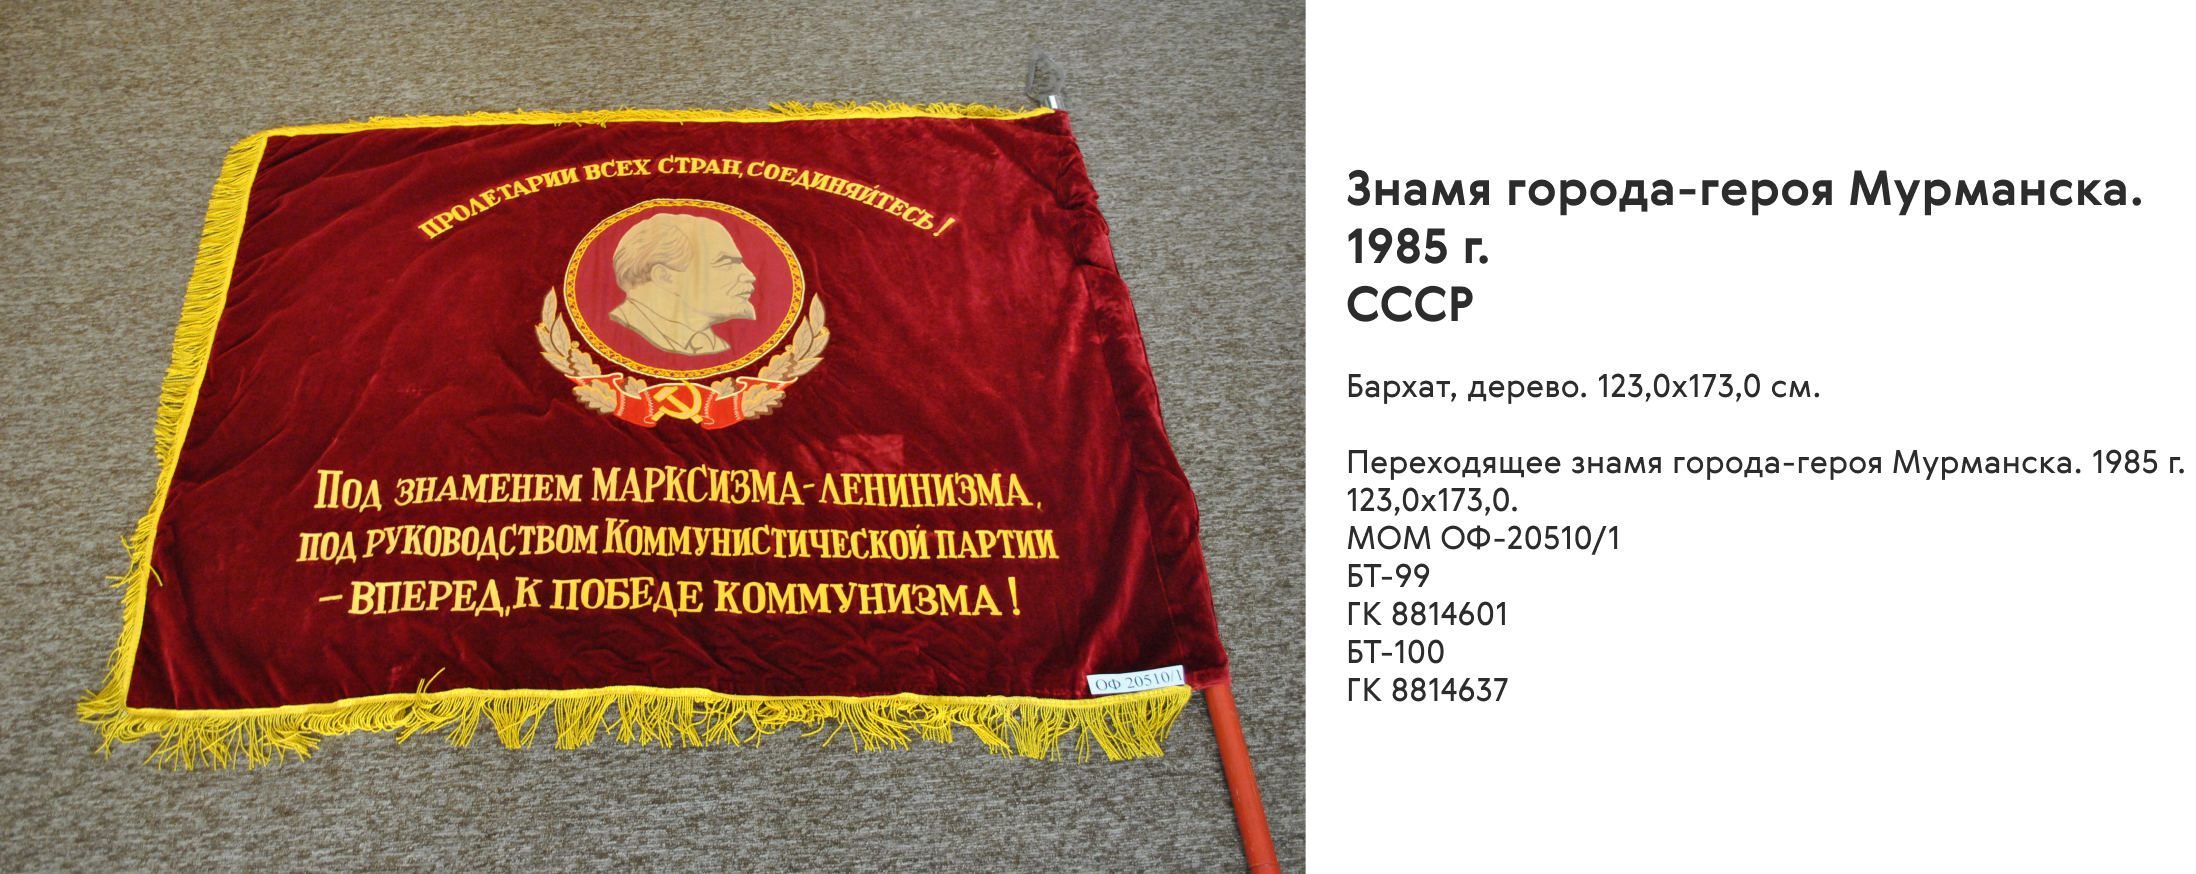 ПРОЛЕТАРИИ ВСЕХ СТРАН, СОЕДИНЯЙТЕСЬ!
ПОД ЗНАМЕНЕМ МАРКСИЗМА-ЛЕНИНИЗМА,
ПОД РУКОВОДСТВОМ КОММУНИСТИЧЕСКОЙ ПАРТИИ
– ВПЕРЕД, К ПОБЕДЕ КОММУНИЗМА!
ОФ 20510/1
Знамя города-героя Мурманска.
1985 г.
СССР
Бархат, дерево. 123,0х173,0 см.
Переходящее знамя города-героя Мурманска. 1985 г.
123,0х173,0.
МОМ ОФ-20510/1
БТ-99
ГК 8814601
БТ-100
ГК 8814637